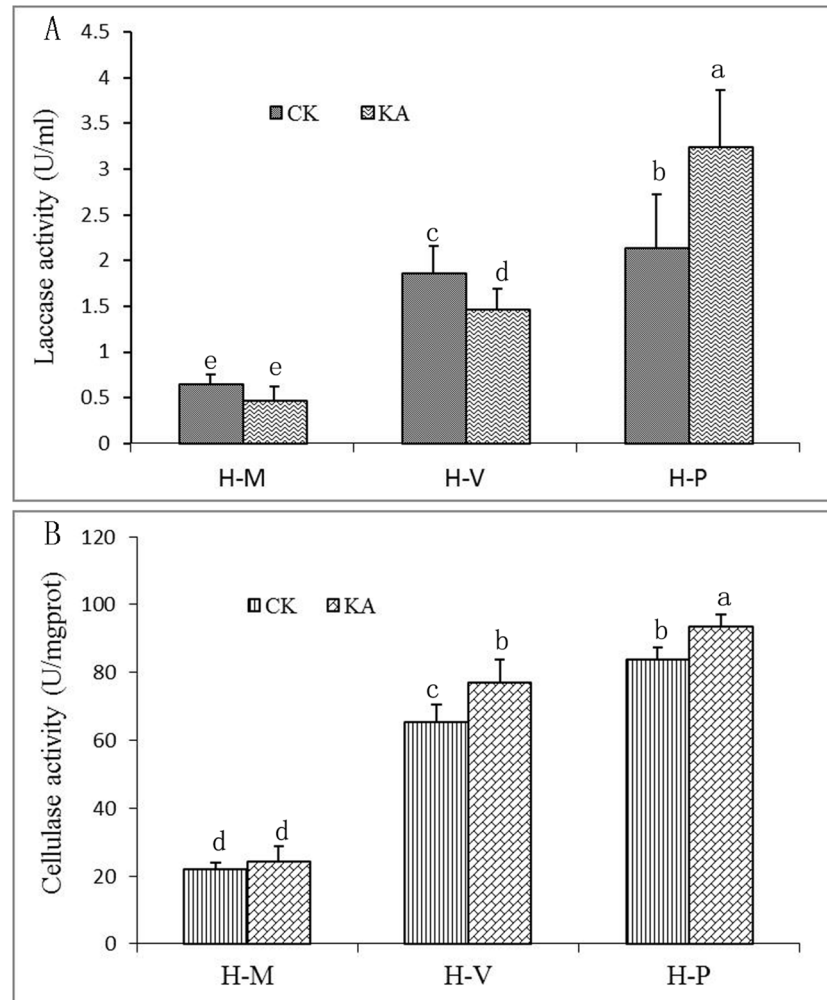 A
Laccase activity (U/ml)
4.5
4
3.5
3
2.5
2
1.5
1
0.5
0
CK KA
e e c d b a
H-M H-V H-P
B
Cellulase activity (U/mgprot)
120
100
80
60
40
20
0
CK KA
d d c b b a
H-M H-V H-P